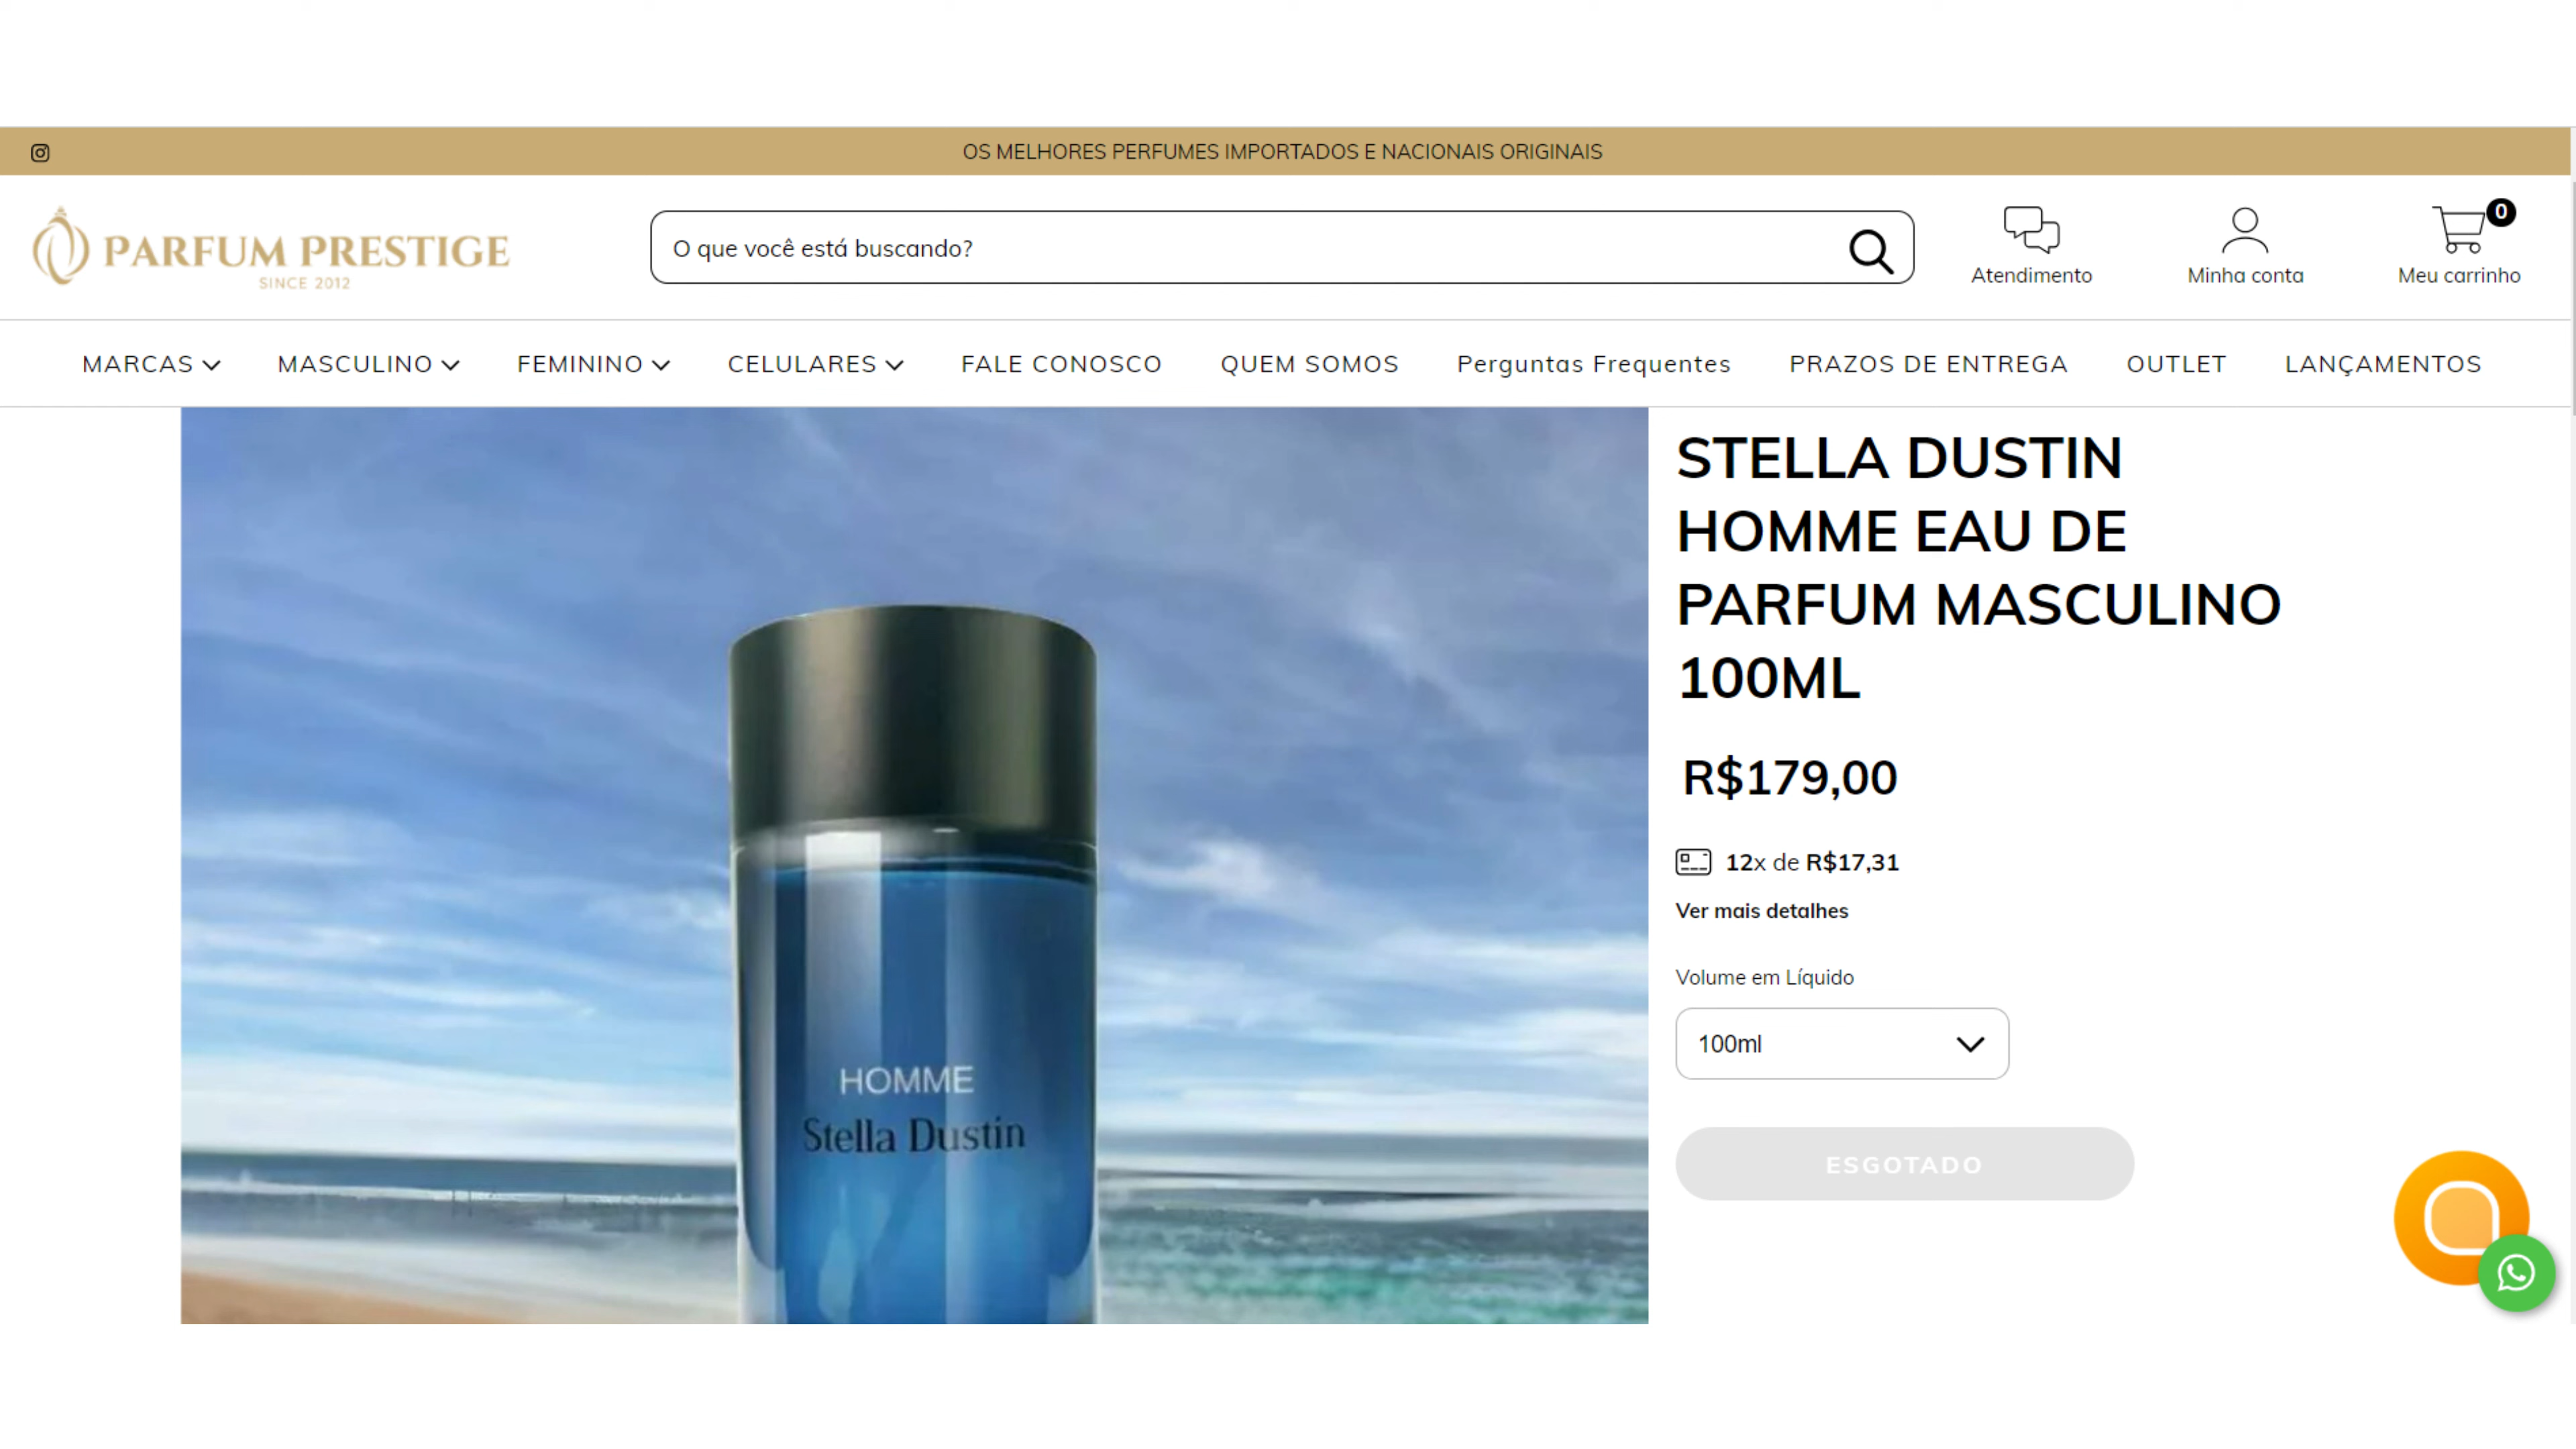 OS MELHORES PERFUMES IMPORTADOS E NACIONAIS ORIGINAIS
PARFUM PRESTIGE
SINCE 2012
O que você está buscando?
Atendimento
Minha conta
0
Meu carrinho
MARCAS MASCULINO FEMININO CELULARES FALE CONOSCO QUEM SOMOS Perguntas Frequentes PRAZOS DE ENTREGA OUTLET LANÇAMENTOS
HOMME
Stella Dustin
STELLA DUSTIN
HOMME EAU DE
PARFUM MASCULINO
100ML
R$179,00
12x de R$17,31
Ver mais detalhes
Volume em Líquido
100ml
ESGOTADO